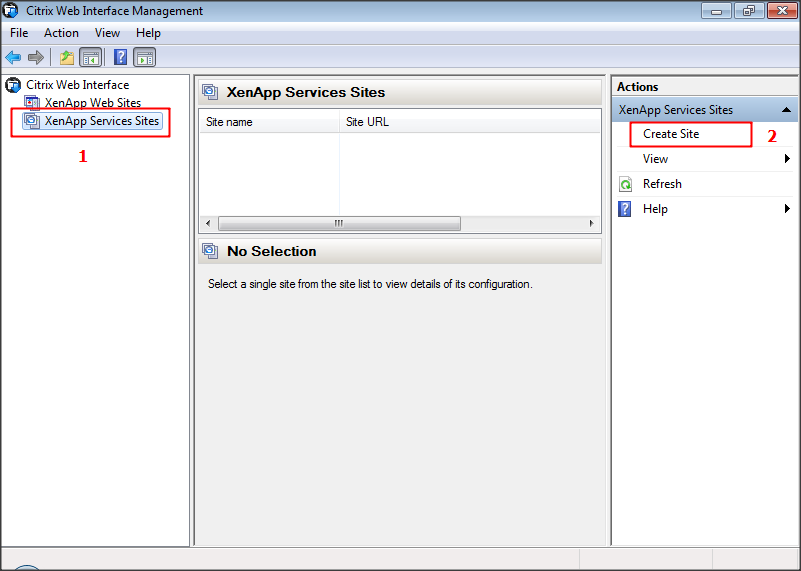 Citrix Web Interface Management
File Action View Help
Citrix Web Interface
XenApp Web Sites
XenApp Services Sites
1
XenApp Services Sites
Site name Site URL
No Selection
Select a single site from the site list to view details of its configuration.
Actions
XenApp Services Sites
Create Site
2
View
Refresh
Help